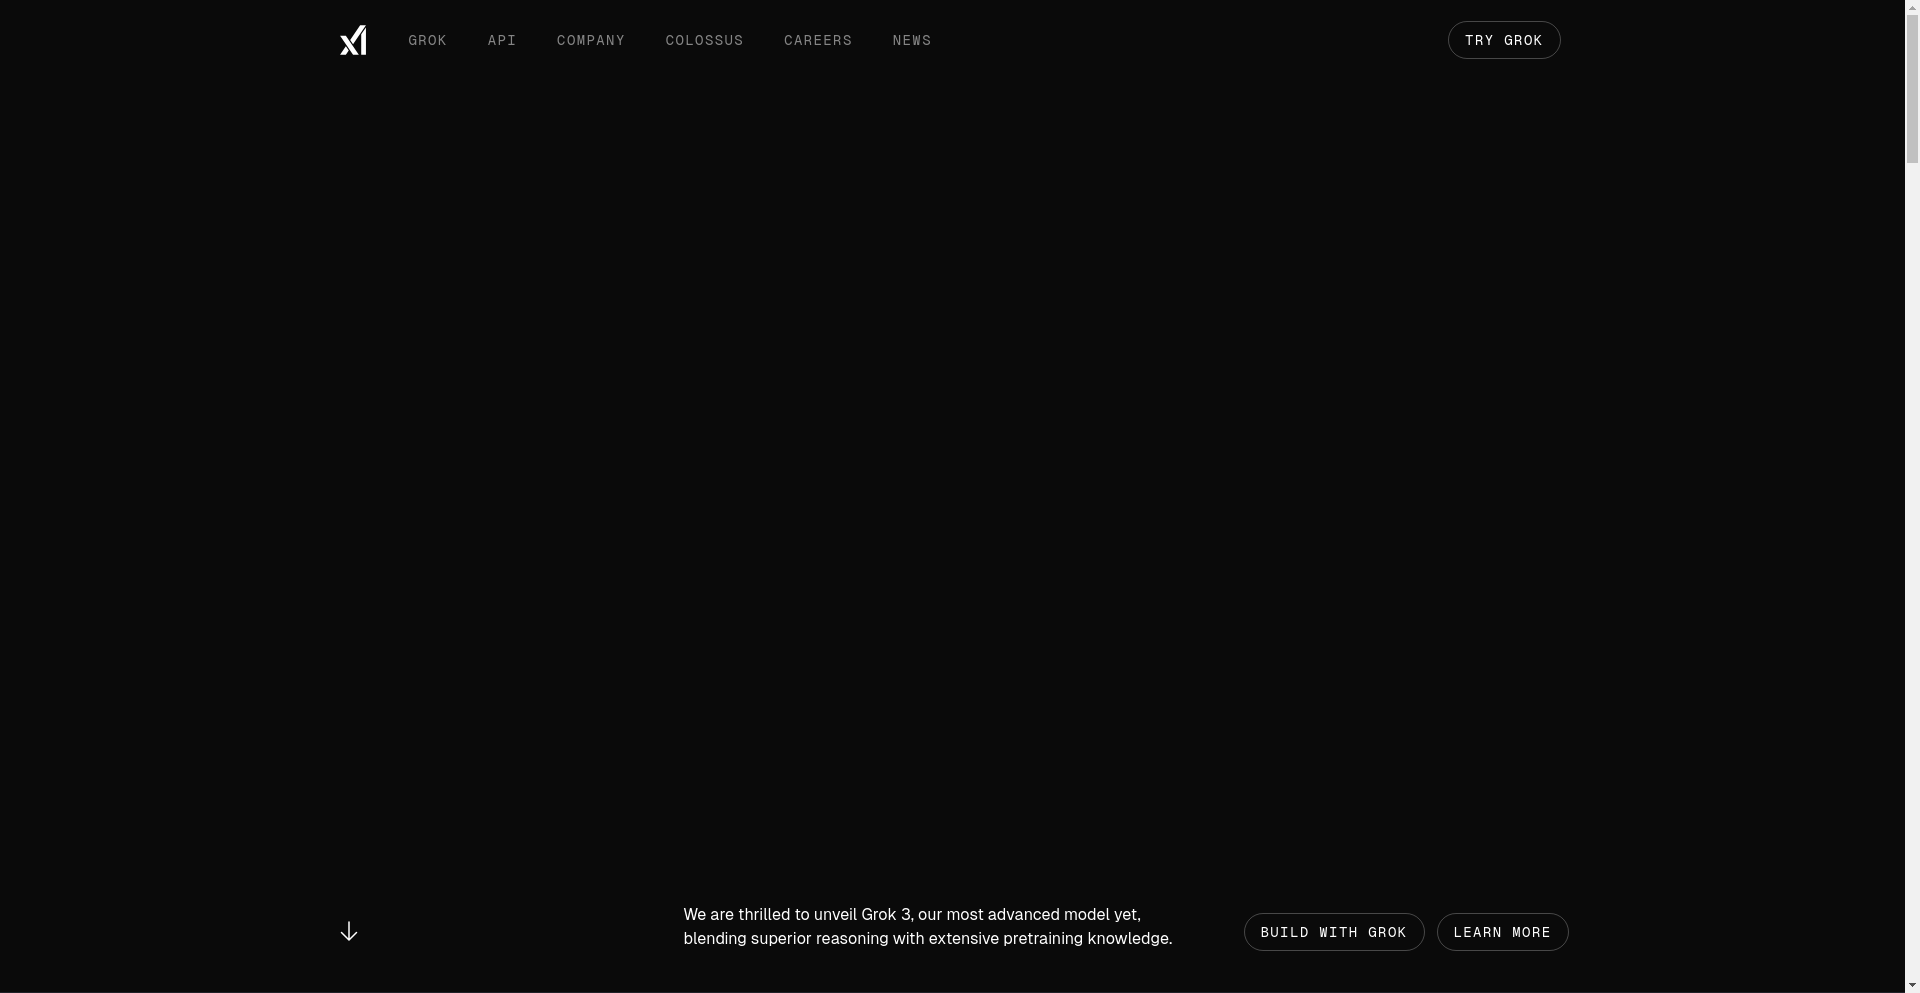 xI
GROK
API
COMPANY
COLOSSUS
CAREERS
NEWS
TRY GROK
We are thrilled to unveil Grok 3, our most advanced model yet,
blending superior reasoning with extensive pretraining knowledge.
BUILD WITH GROK
LEARN MORE